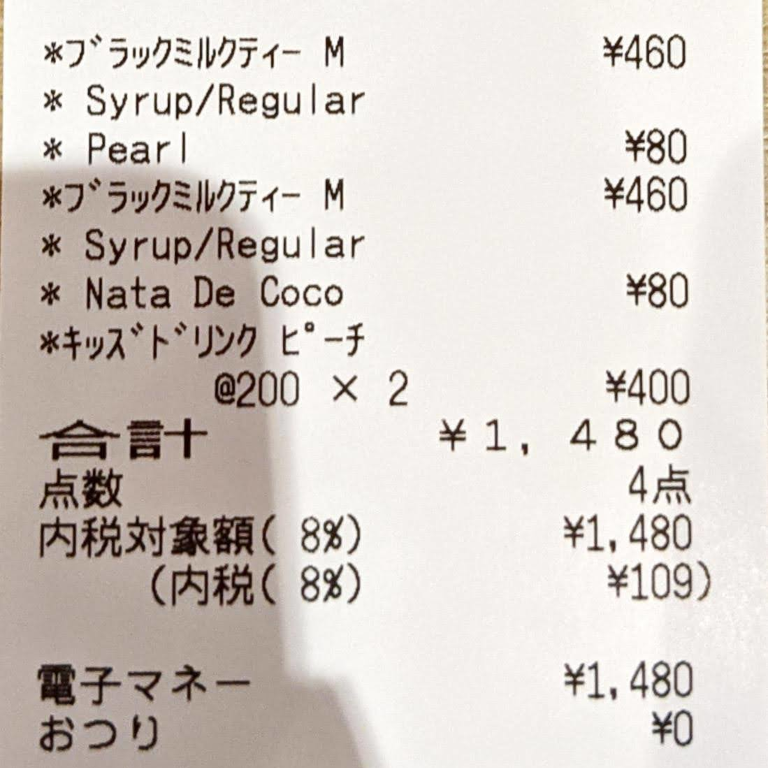 *ﾌﾞﾗｯｸﾐﾙｸﾃｨｰ M ¥460
* Syrup/Regular
* Pearl ¥80
*ﾌﾞﾗｯｸﾐﾙｸﾃｨｰ M ¥460
* Syrup/Regular
* Nata De Coco ¥80
*ｷｯｽﾞﾄﾞﾘﾝｸ ﾋﾟｰﾁ
@200 × 2 ¥400
合計 ¥1,480
点数 4点
内税対象額( 8%) ¥1,480
(内税( 8%) ¥109)
電子マネー ¥1,480
おつり ¥0